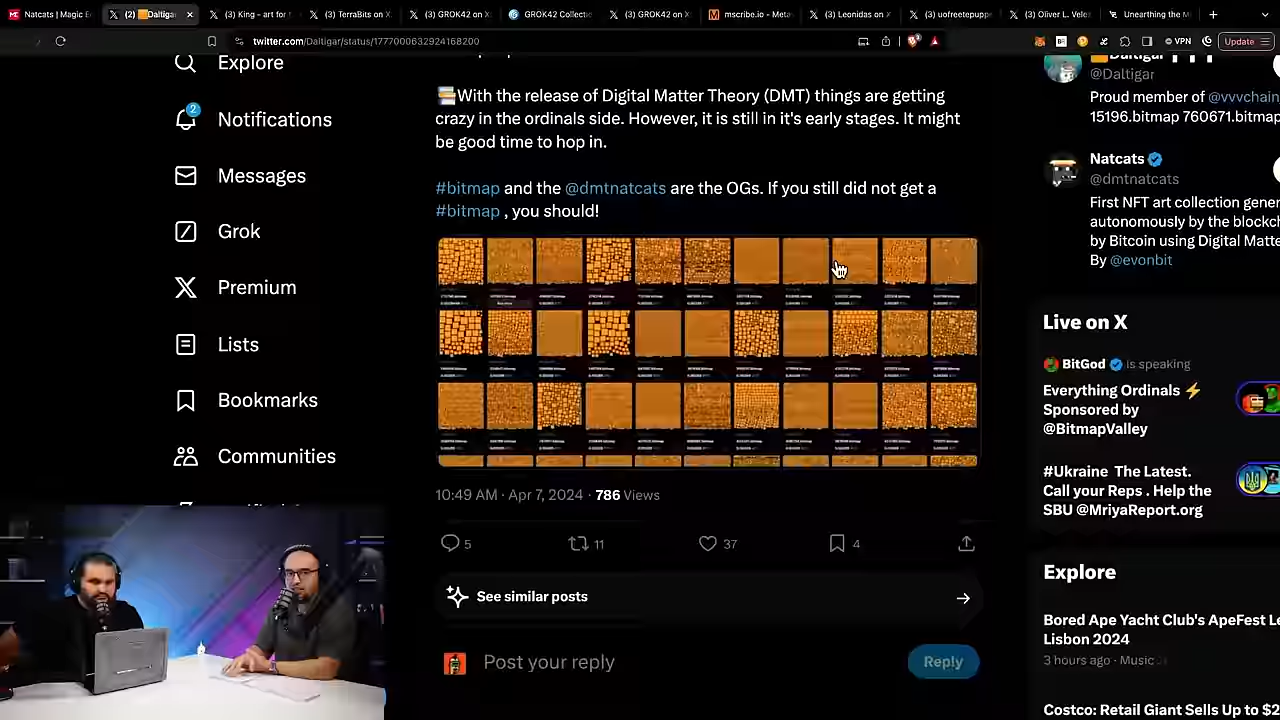 Natcats | Magic E
(2) Daltigar
(3) King – art for
(3) TerraBits on X
(3) GROK42 on X
GROK42 Collectio
(3) GROK42 on X
mscribe.io - Meta
(3) Leonidas on X
(3) uofreetepuppe
(3) Oliver L. Velez
Unearthing the M
twitter.com/Daltigar/status/1777000632924168200
VPN
Update
Explore
2
Notifications
Messages
Grok
Premium
Lists
Bookmarks
Communities
With the release of Digital Matter Theory (DMT) things are getting
crazy in the ordinals side. However, it is still in it's early stages. It might
be good time to hop in.
#bitmap and the @dmtnatcats are the OGs. If you still did not get a
#bitmap , you should!
10:49 AM · Apr 7, 2024 · 786 Views
5
11
37
4
See similar posts
Post your reply
Reply
@Daltigar
Proud member of @vvvchain
15196.bitmap 760671.bitmap
Natcats
@dmtnatcats
First NFT art collection gener
autonomously by the blockch
by Bitcoin using Digital Matte
By @evonbit
Live on X
BitGod is speaking
Everything Ordinals
Sponsored by
@BitmapValley
#Ukraine The Latest.
Call your Reps . Help the
SBU @MriyaReport.org
Explore
Bored Ape Yacht Club's ApeFest L
Lisbon 2024
3 hours ago · Music
Costco: Retail Giant Sells Up to $2